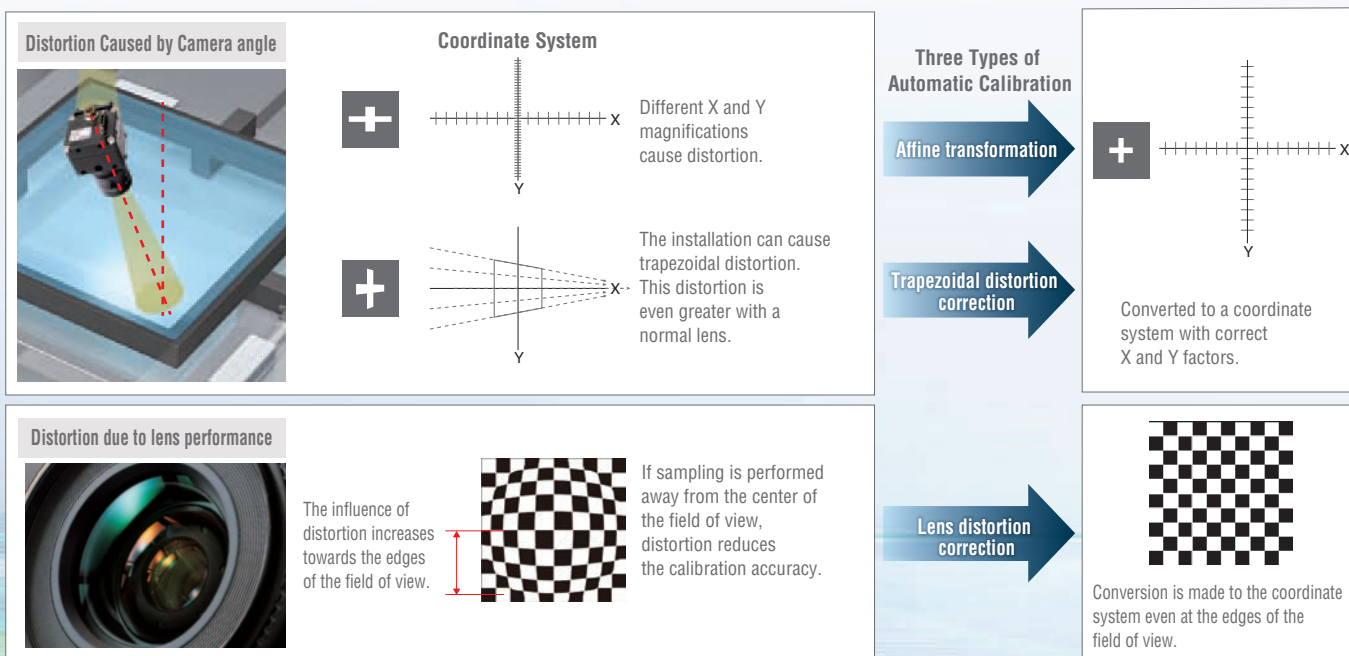 Distortion Caused by Camera angle
Coordinate System
X
Y
Different X and Y
magnifications
cause distortion.
X
Y
The installation can cause
trapezoidal distortion.
This distortion is
even greater with a
normal lens.
Three Types of
Automatic Calibration
Affine transformation
Trapezoidal distortion
correction
X
Y
Converted to a coordinate
system with correct
X and Y factors.
Distortion due to lens performance
The influence of
distortion increases
towards the edges
of the field of view.
If sampling is performed
away from the center of
the field of view,
distortion reduces
the calibration accuracy.
Lens distortion
correction
Conversion is made to the coordinate
system even at the edges of the
field of view.